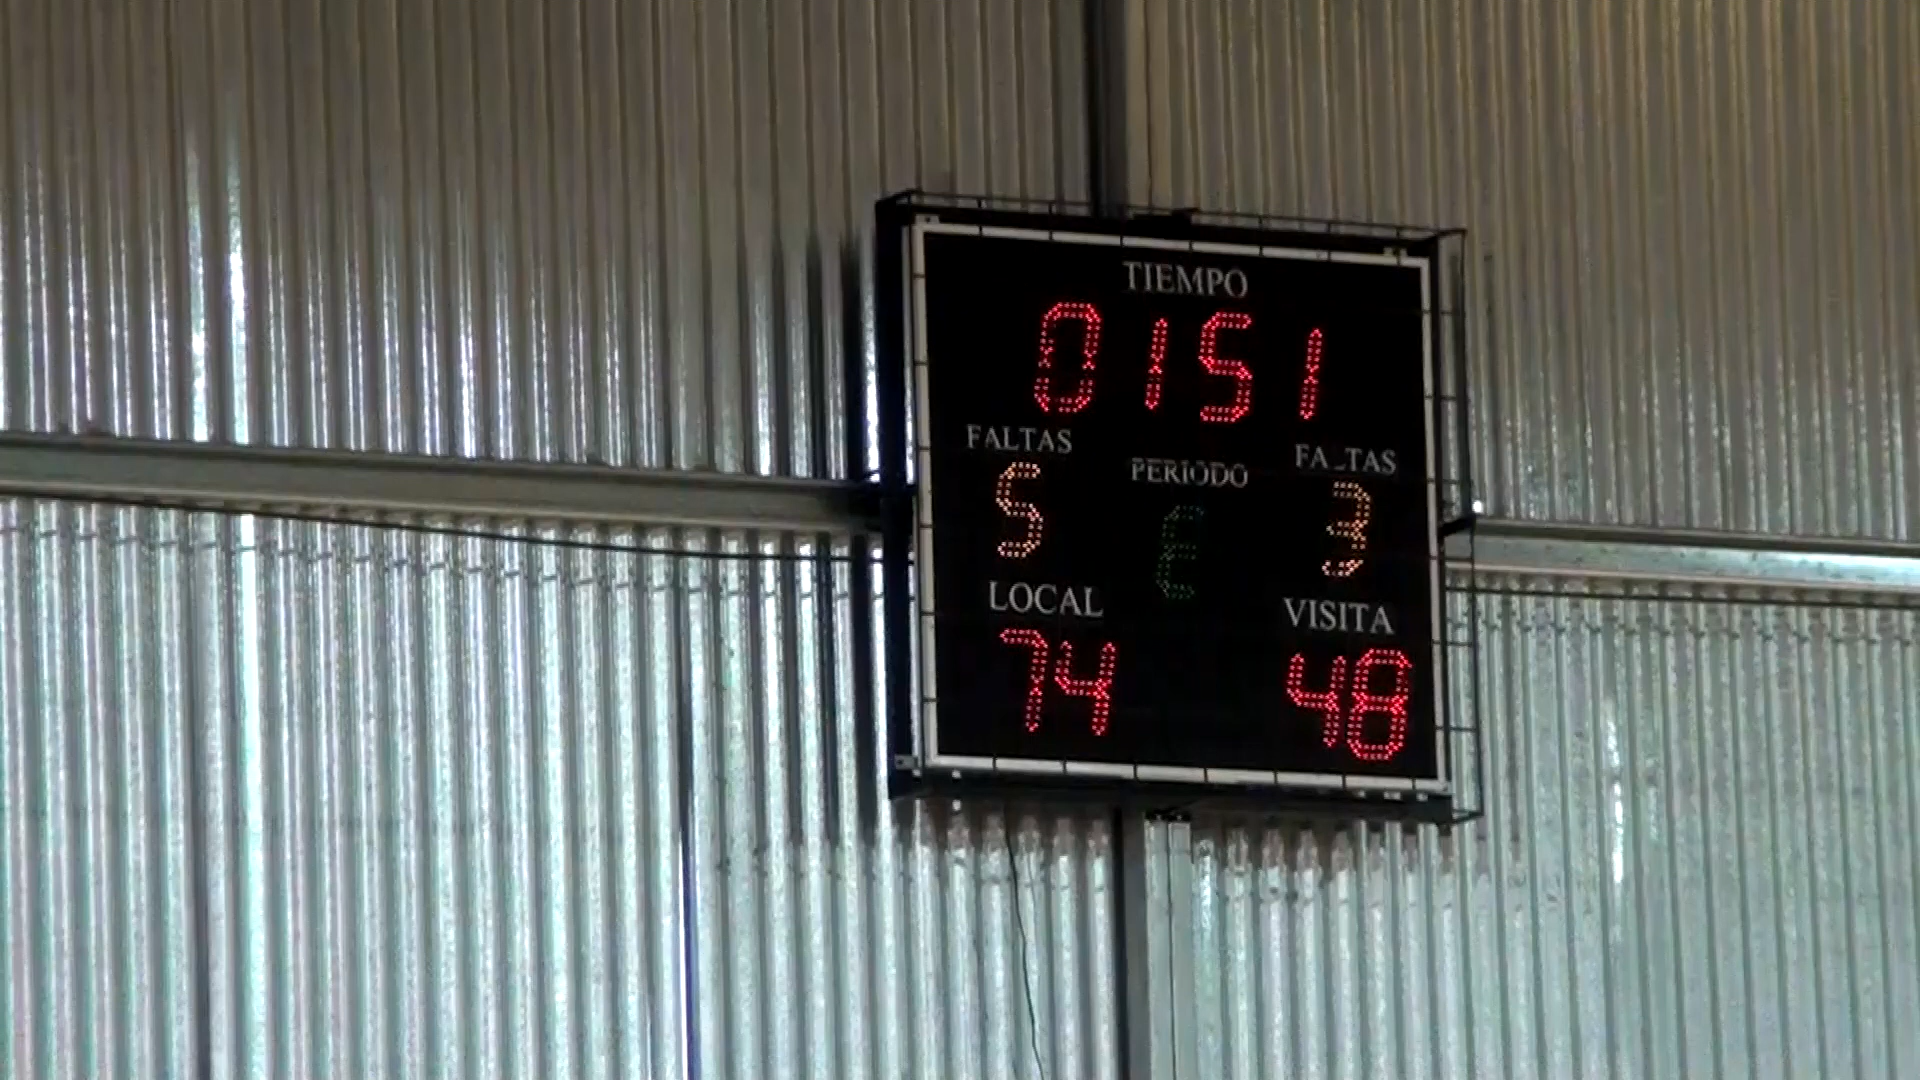 TIEMPO
0151
FALTAS PERIODO FALTAS
5 E 3
LOCAL VISITA
74 48